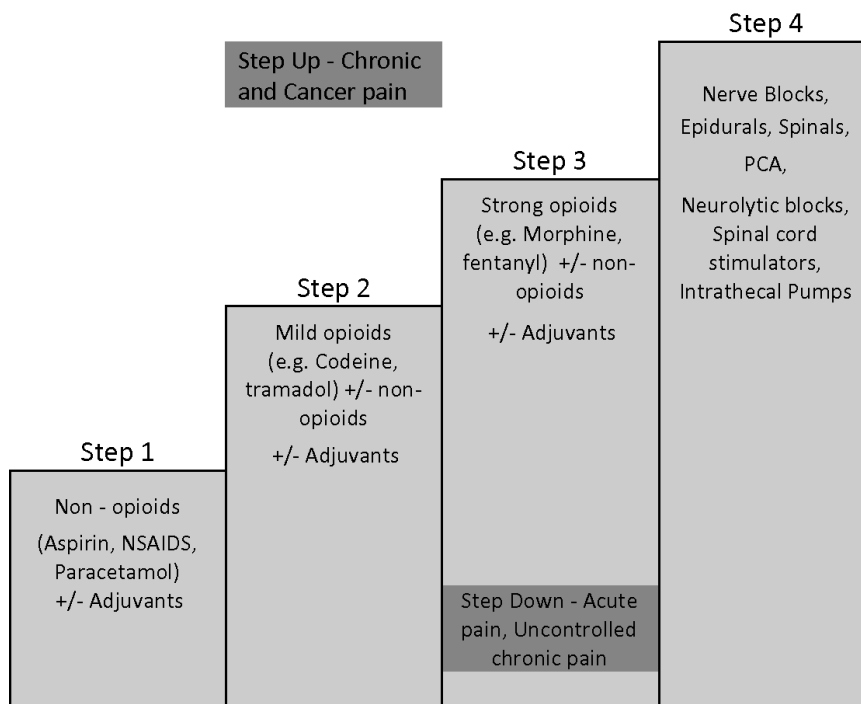 Step 1
Non - opioids
(Aspirin, NSAIDS,
Paracetamol)
+/- Adjuvants
Step Up - Chronic
and Cancer pain
Step 2
Mild opioids
(e.g. Codeine,
tramadol) +/- non-
opioids
+/- Adjuvants
Step 3
Strong opioids
(e.g. Morphine,
fentanyl) +/- non-
opioids
+/- Adjuvants
Step Down - Acute
pain, Uncontrolled
chronic pain
Step 4
Nerve Blocks,
Epidurals, Spinals,
PCA,
Neurolytic blocks,
Spinal cord
stimulators,
Intrathecal Pumps